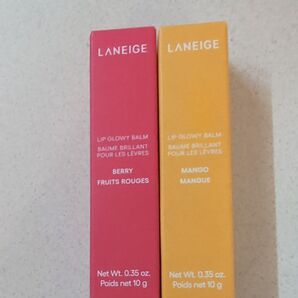 LANEIGE
LIP GLOWY BALM
BAUME BRILLANT
POUR LES LÈVRES
BERRY
FRUITS ROUGES
Net Wt. 0.35 oz.
Poids net 10 g
LANEIGE
LIP GLOWY BALM
BAUME BRILLANT
POUR LES LÈVRES
MANGO
MANGUE
Net Wt. 0.35 oz.
Poids net 10 g